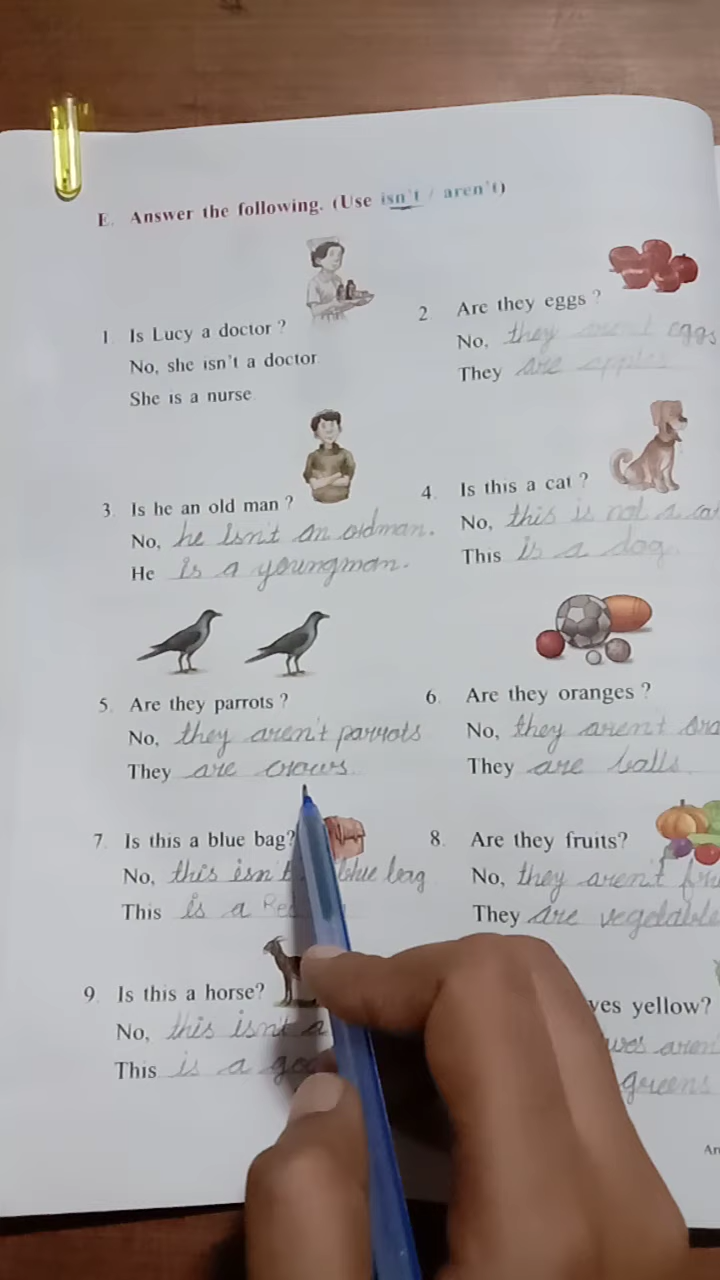 E. Answer the following. (Use isn't / aren't)
1. Is Lucy a doctor ?
No, she isn't a doctor.
She is a nurse.
2 Are they eggs ?
No, they aren't eggs
They are apples
3. Is he an old man ?
No, he isn't an oldman.
He is a youngman.
4. Is this a cat ?
No, this is not a cat
This is a dog.
5. Are they parrots ?
No, they aren't parrots
They are crows
6. Are they oranges ?
No, they aren't
They are balls
7. Is this a blue bag?
No, this isn't blue bag
This is a
8. Are they fruits?
No, they aren't
They are vegetable
9. Is this a horse?
No, this isn't a
This is a
yellow?
greens